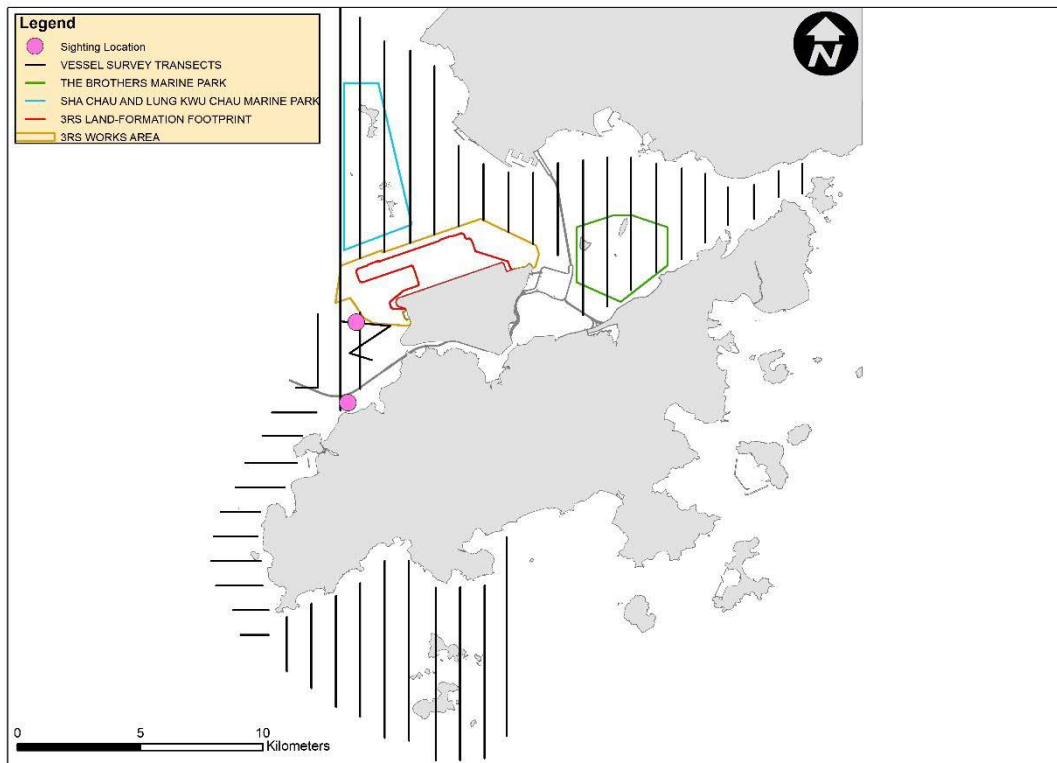 Legend
Sighting Location
VESSEL SURVEY TRANSECTS
THE BROTHERS MARINE PARK
SHA CHAU AND LUNG KWU CHAU MARINE PARK
3RS LAND-FORMATION FOOTPRINT
3RS WORKS AREA
N
0 5 10
Kilometers